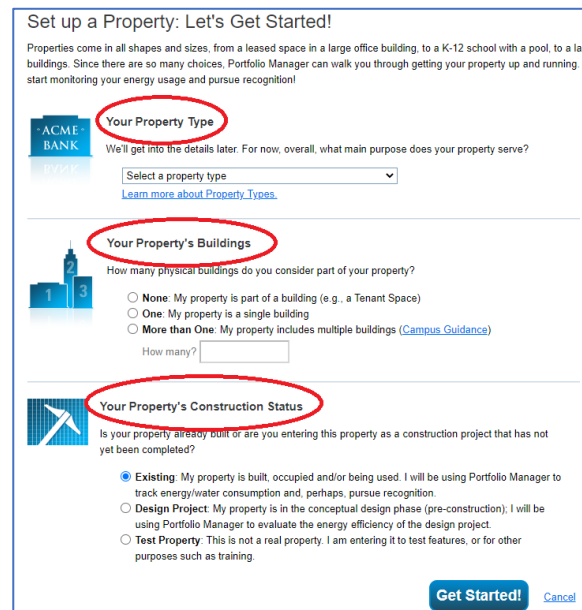 Set up a Property: Let's Get Started!
Properties come in all shapes and sizes, from a leased space in a large office building, to a K-12 school with a pool, to a la
buildings. Since there are so many choices, Portfolio Manager can walk you through getting your property up and running.
start monitoring your energy usage and pursue recognition!
ACME
BANK
Your Property Type
We'll get into the details later. For now, overall, what main purpose does your property serve?
Select a property type
Learn more about Property Types.
1
2
3
Your Property's Buildings
How many physical buildings do you consider part of your property?
None: My property is part of a building (e.g., a Tenant Space)
One: My property is a single building
More than One: My property includes multiple buildings (Campus Guidance)
How many?
Your Property's Construction Status
Is your property already built or are you entering this property as a construction project that has not
yet been completed?
Existing: My property is built, occupied and/or being used. I will be using Portfolio Manager to
track energy/water consumption and, perhaps, pursue recognition.
Design Project: My property is in the conceptual design phase (pre-construction); I will be
using Portfolio Manager to evaluate the energy efficiency of the design project.
Test Property: This is not a real property. I am entering it to test features, or for other
purposes such as training.
Get Started! Cancel